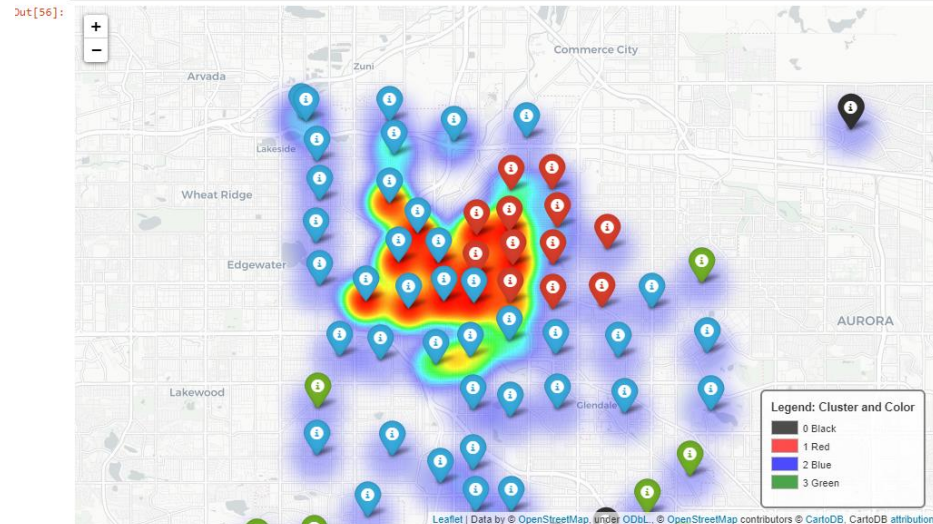 Out[56]:
+
−
Commerce City
Zuni
Arvada
Lakeside
Wheat Ridge
Edgewater
AURORA
Lakewood
Glendale
Legend: Cluster and Color
0 Black
1 Red
2 Blue
3 Green
Leaflet | Data by © OpenStreetMap, under ODbL., © OpenStreetMap contributors © CartoDB, CartoDB attribution